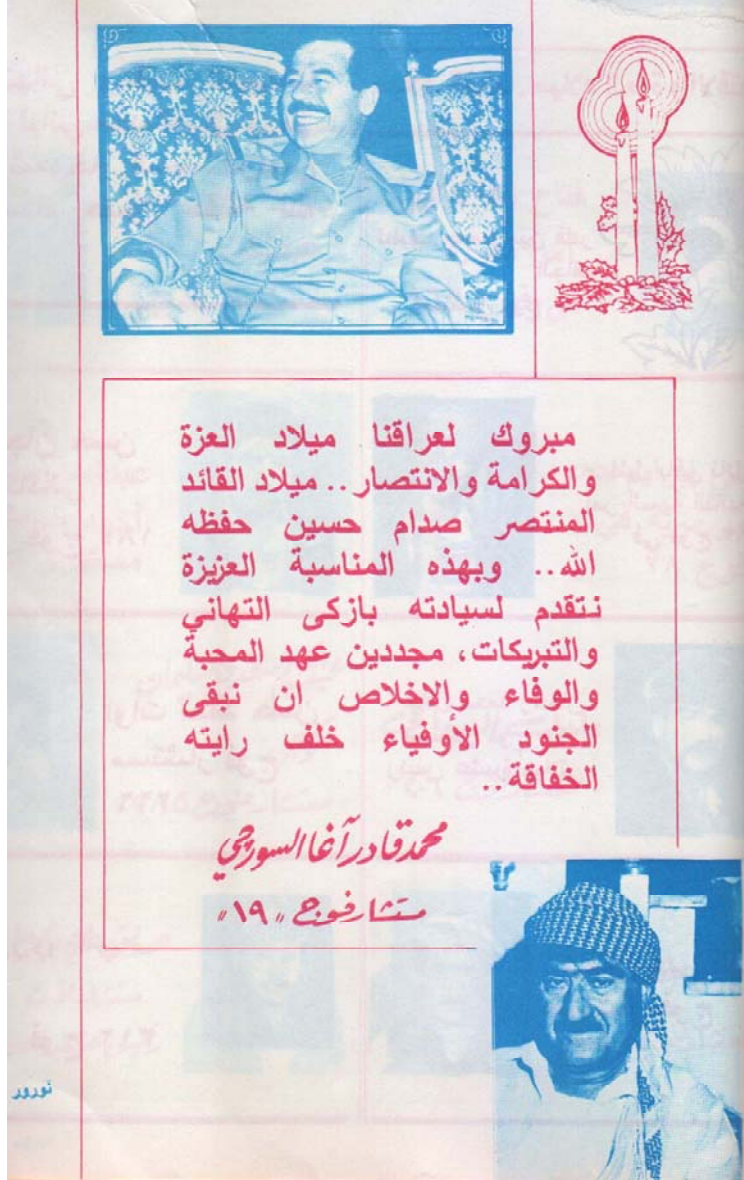 مبروك لعراقنا ميلاد العزة
والكرامة والانتصار.. ميلاد القائد
المنتصر صدام حسين حفظه
الله.. وبهذه المناسبة العزيزة
نتقدم لسيادته بازكى التهاني
والتبريكات، مجددين عهد المحبة
والوفاء والاخلاص ان نبقى
الجنود الأوفياء خلف رايته
الخفاقة..
محمد قادر آغا السورچي
مستشار فوج «١٩»